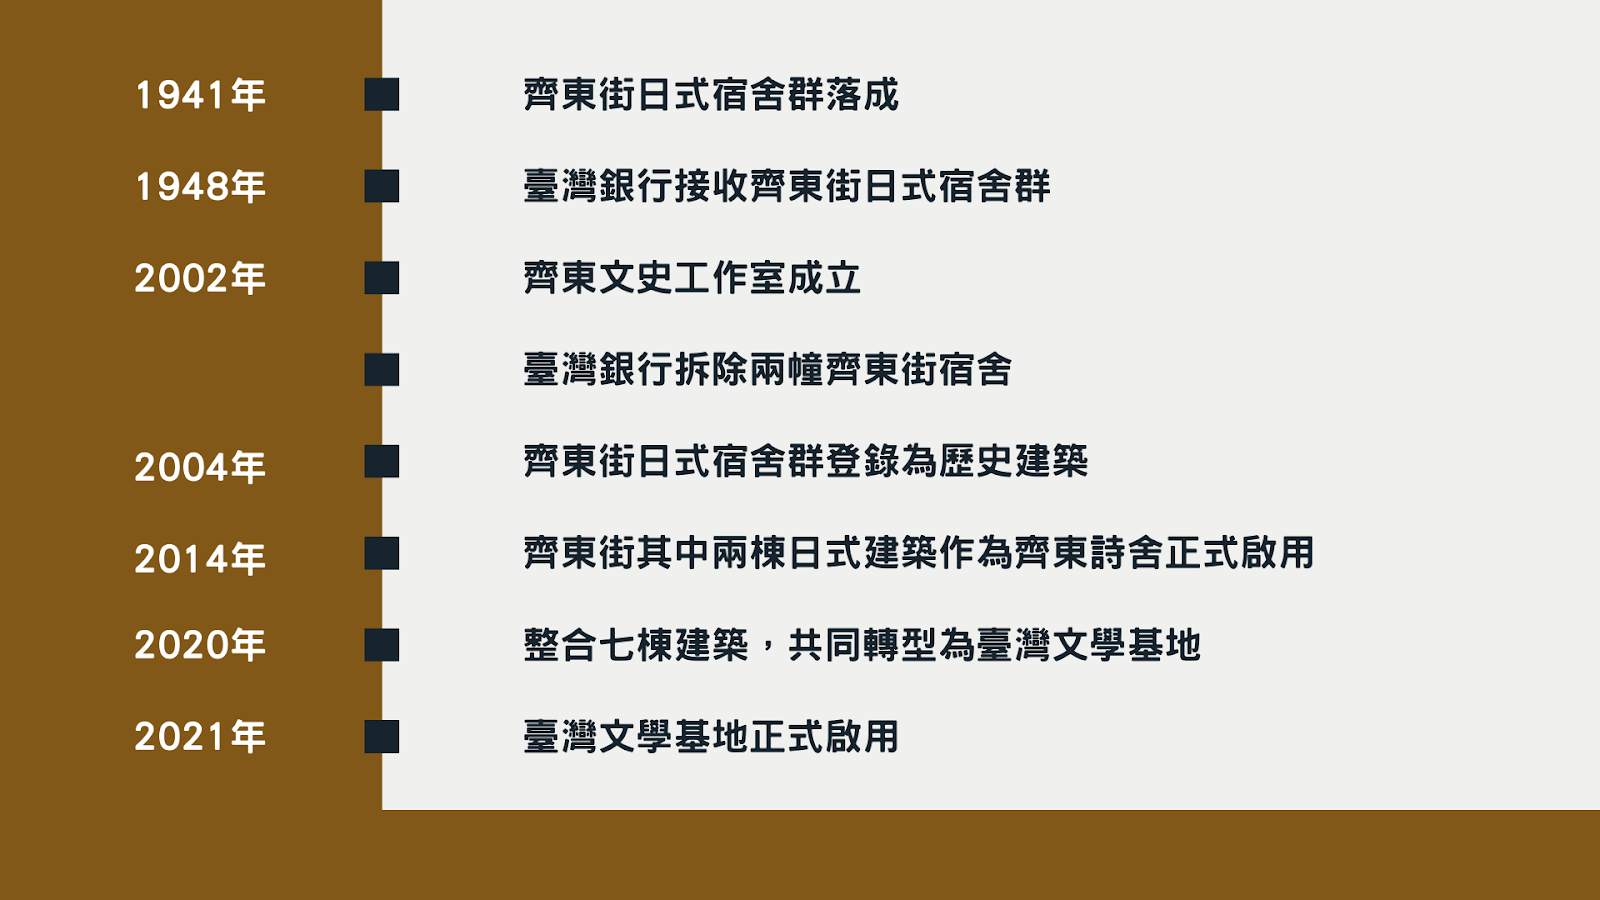 1941年 齊東街日式宿舍群落成
1948年 臺灣銀行接收齊東街日式宿舍群
2002年 齊東文史工作室成立
臺灣銀行拆除兩幢齊東街宿舍
2004年 齊東街日式宿舍群登錄為歷史建築
2014年 齊東街其中兩棟日式建築作為齊東詩舍正式啟用
2020年 整合七棟建築，共同轉型為臺灣文學基地
2021年 臺灣文學基地正式啟用